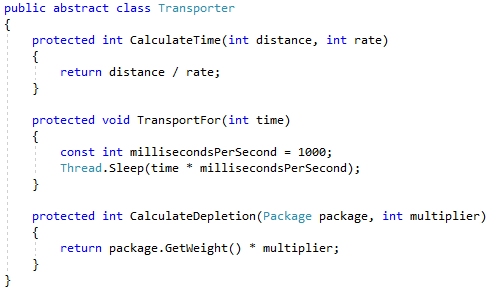 public abstract class Transporter
{
    protected int CalculateTime(int distance, int rate)
    {
        return distance / rate;
    }

    protected void TransportFor(int time)
    {
        const int millisecondsPerSecond = 1000;
        Thread.Sleep(time * millisecondsPerSecond);
    }

    protected int CalculateDepletion(Package package, int multiplier)
    {
        return package.GetWeight() * multiplier;
    }
}